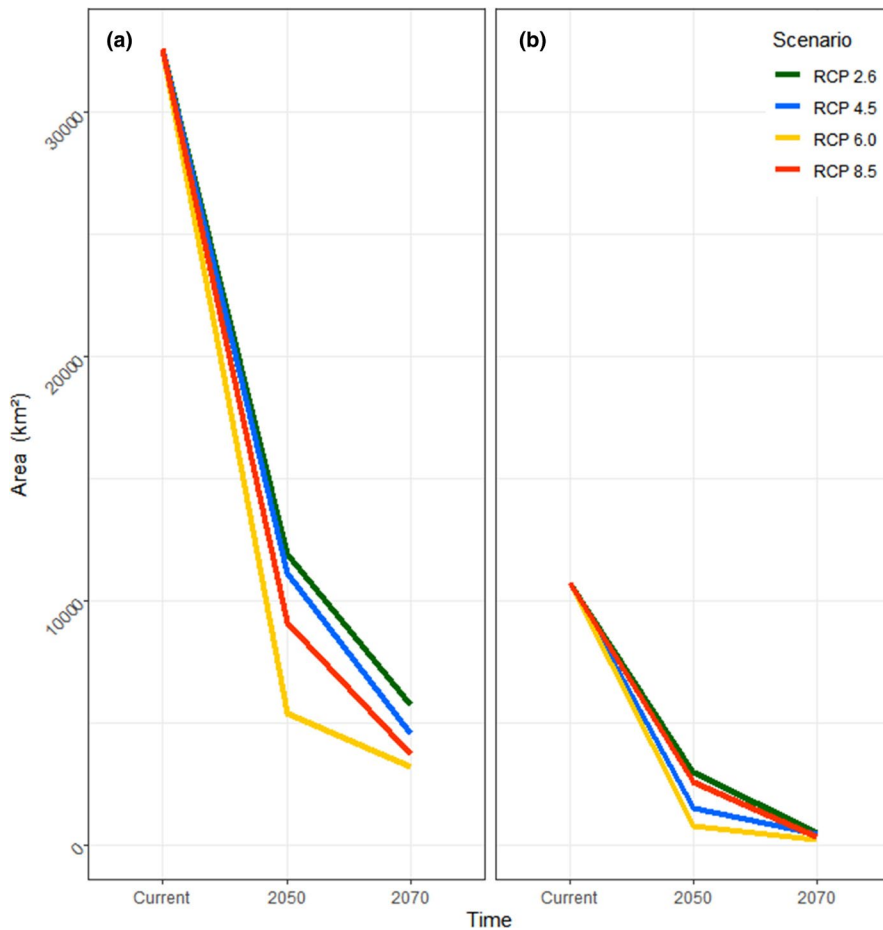 (a)
(b)
Scenario
RCP 2.6
RCP 4.5
RCP 6.0
RCP 8.5
Area (km²)
30000
20000
10000
0
Current 2050 2070
Current 2050 2070
Time